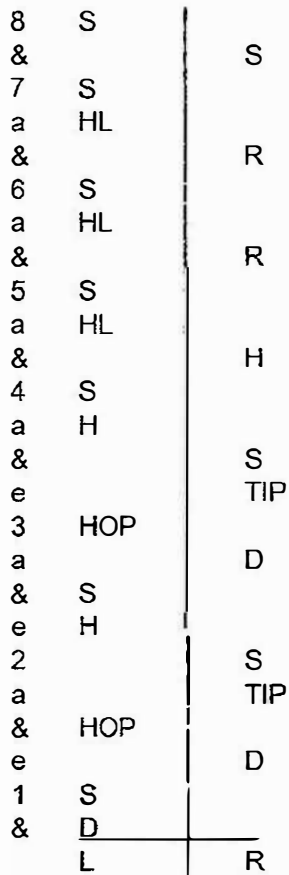 8 S
& S
7 S
a HL
& R
6 S
a HL
& R
5 S
a HL
& H
4 S
a H
& S
e TIP
3 HOP
a D
& S
e H
2 S
a TIP
& HOP
e D
1 S
& D
L R